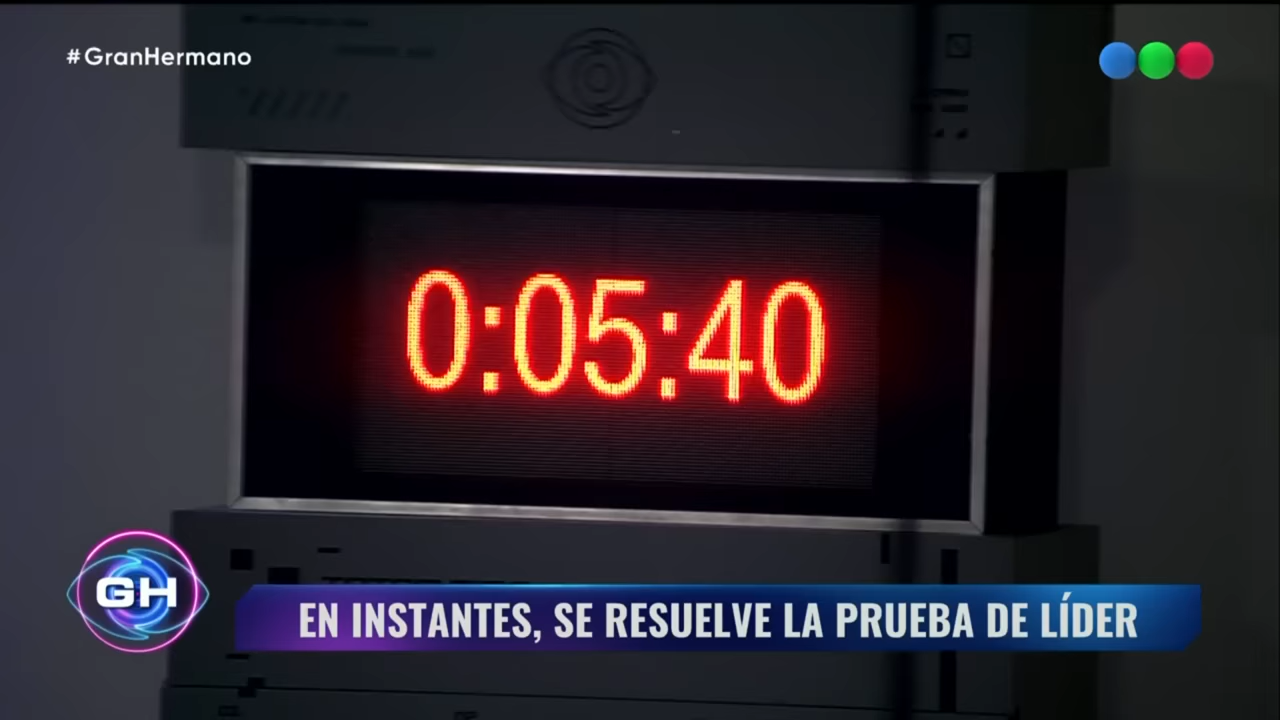 #GranHermano
0:05:40
GH
EN INSTANTES, SE RESUELVE LA PRUEBA DE LÍDER